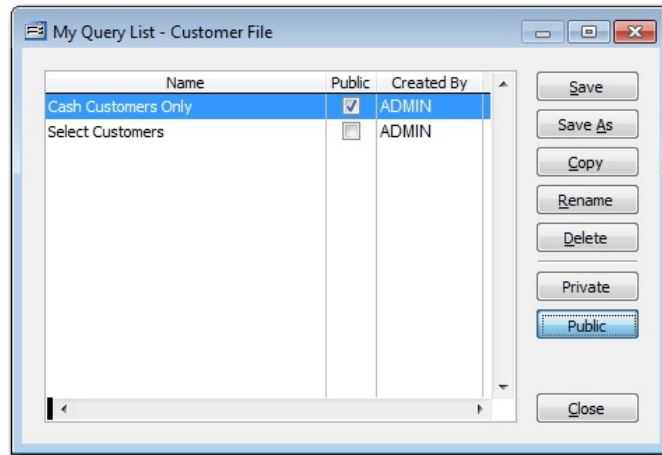 My Query List - Customer File
Name Public Created By
Cash Customers Only ADMIN
Select Customers ADMIN
Save
Save As
Copy
Rename
Delete
Private
Public
Close